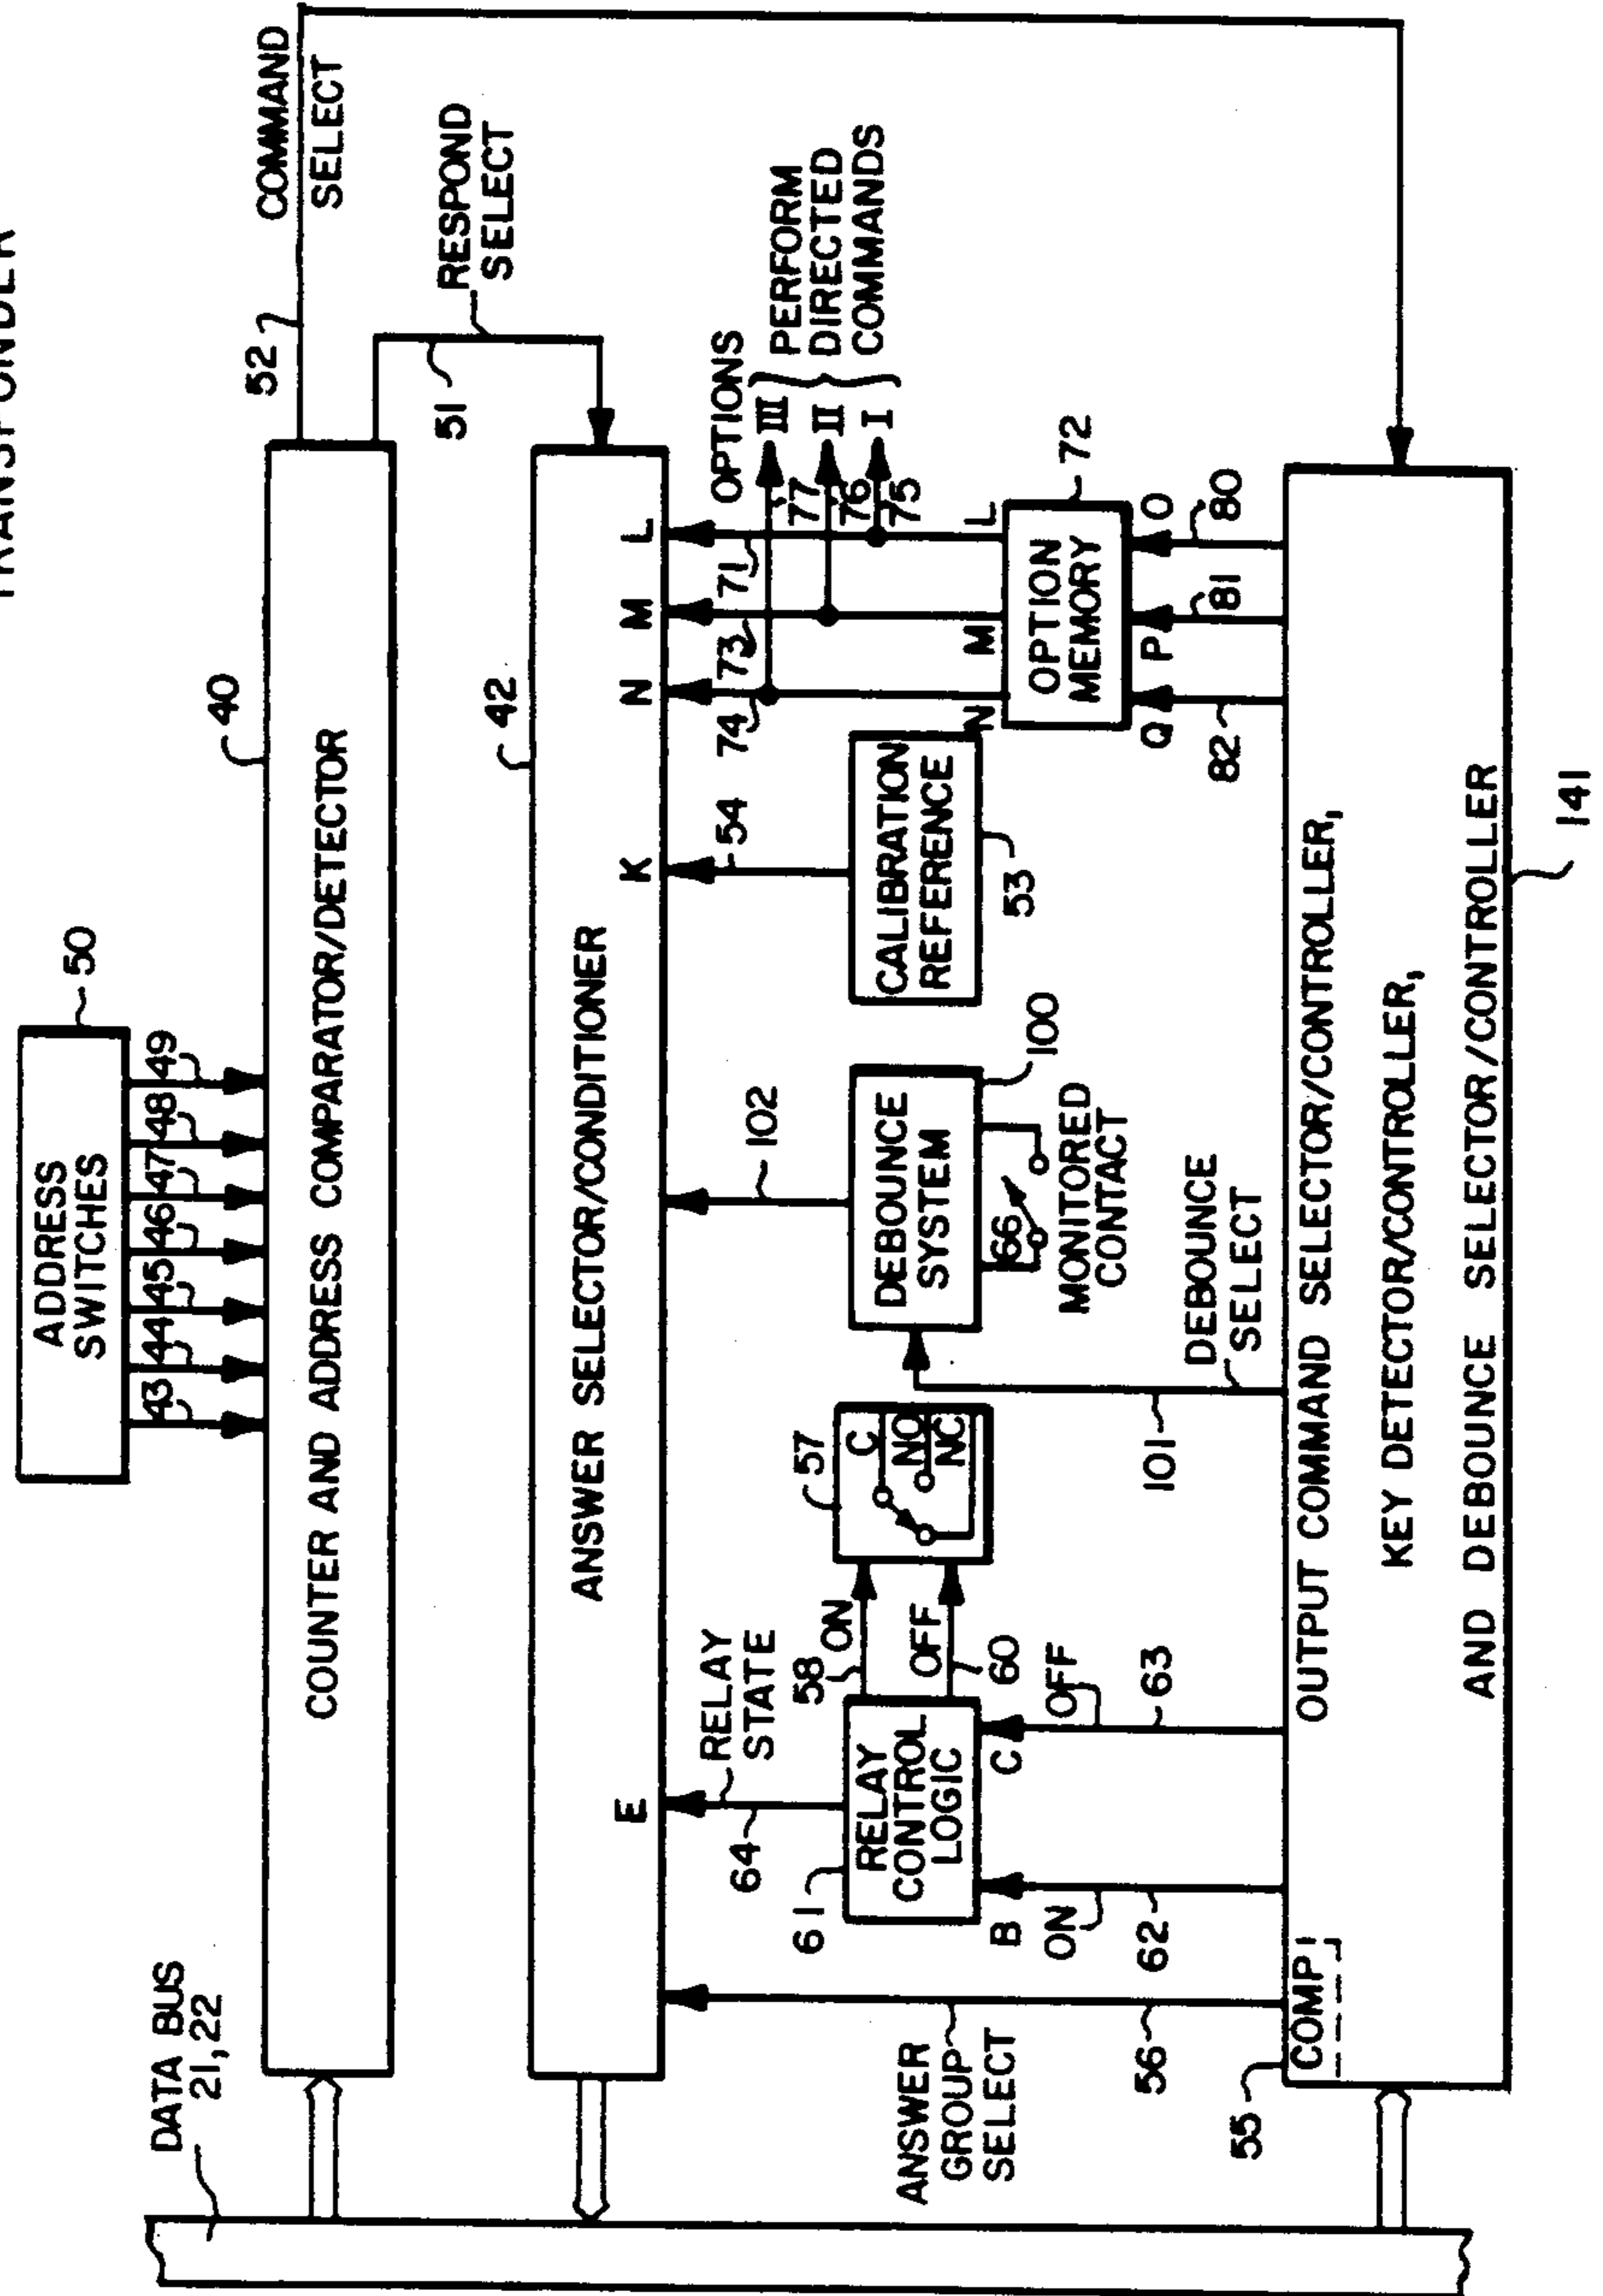 TRANSPONDER
ADDRESS
SWITCHES
50
43
44
45
46
47
48
49
DATA BUS
21,22
40
COUNTER AND ADDRESS COMPARATOR/DETECTOR
52
COMMAND
SELECT
51
RESPOND
SELECT
42
ANSWER SELECTOR/CONDITIONER
E
K
N
M
L
RELAY
STATE
64
102
54
74
73
71
OPTIONS
III
II
I
PERFORM
DIRECTED
COMMANDS
77
76
75
61
RELAY
CONTROL
LOGIC
58
ON
OFF
60
57
C
NO
NC
DEBOUNCE
SYSTEM
100
66
MONITORED
CONTACT
CALIBRATION
REFERENCE
53
N
M
L
OPTION
MEMORY
72
ANSWER
GROUP
SELECT
56
B
ON
62
C
OFF
63
101
DEBOUNCE
SELECT
Q
P
O
82
81
80
55
COMP
OUTPUT COMMAND SELECTOR/CONTROLLER,
KEY DETECTOR/CONTROLLER,
AND DEBOUNCE SELECTOR/CONTROLLER
141